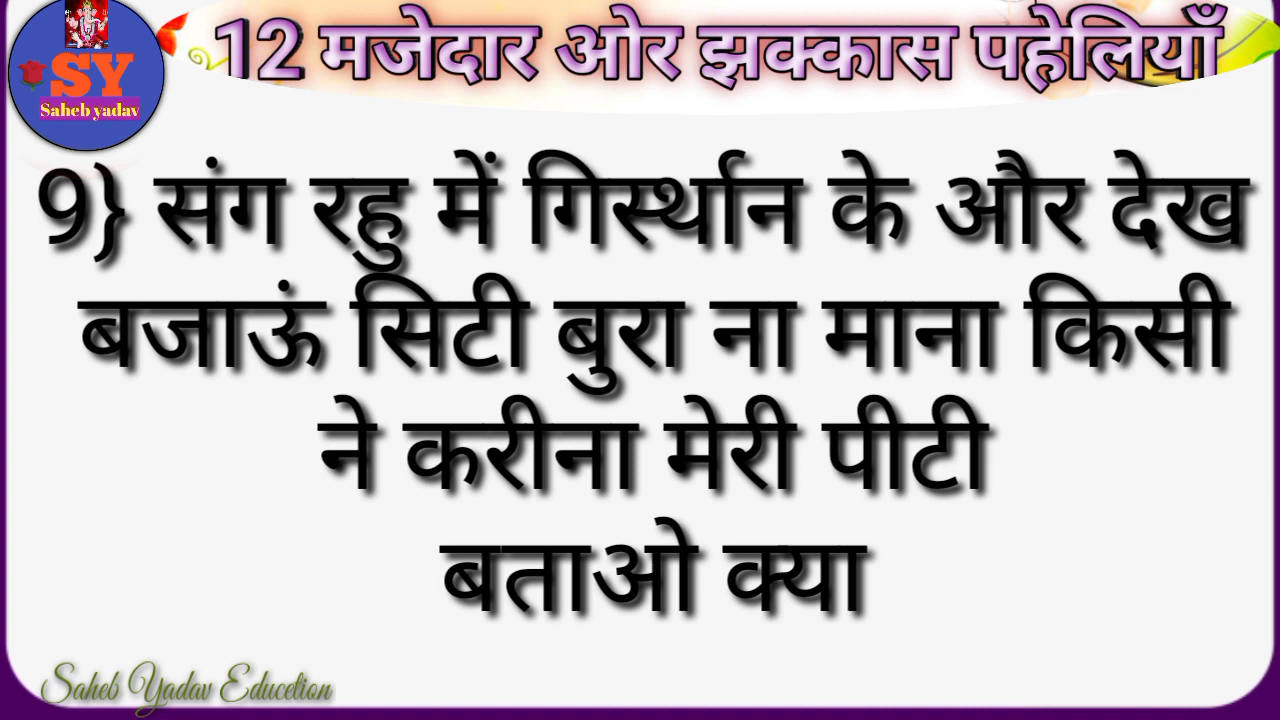 SY
Saheb yadav
12 मजेदार ओर झक्कास पहेलियाँ
9} संग रहु में गिर्स्थान के और देख
बजाऊं सिटी बुरा ना माना किसी
ने करीना मेरी पीटी
बताओ क्या
Saheb Yadav Education